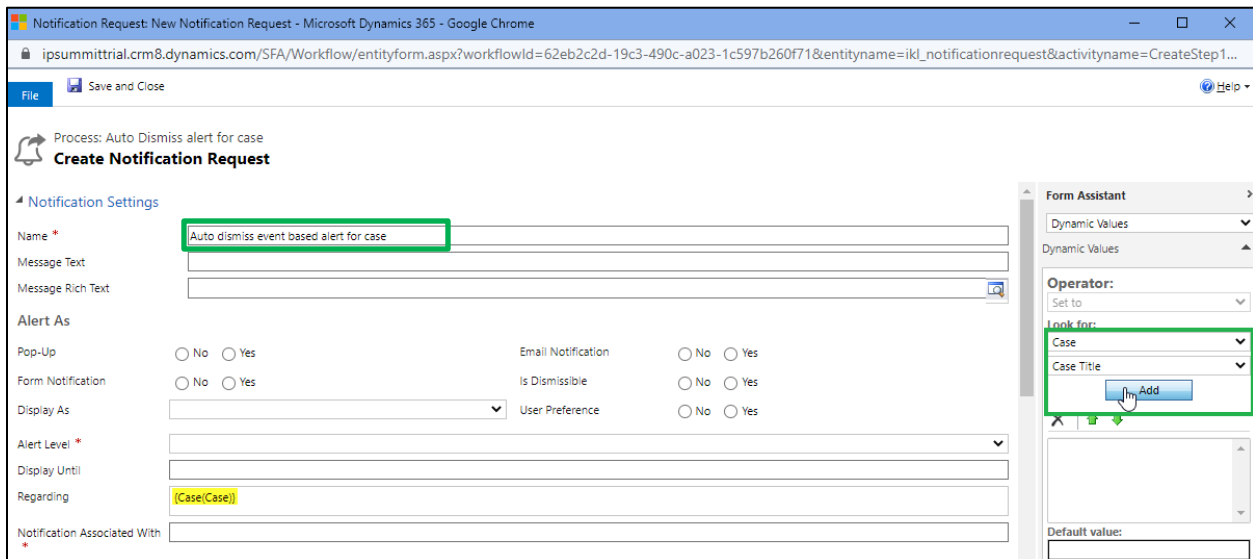 Notification Request: New Notification Request - Microsoft Dynamics 365 - Google Chrome
ipsummittrial.crm8.dynamics.com/SFA/Workflow/entityform.aspx?workflowId=62eb2c2d-19c3-490c-a023-1c597b260f71&entityname=ikl_notificationrequest&activityname=CreateStep1...
File Save and Close Help
Process: Auto Dismiss alert for case
Create Notification Request
Notification Settings
Name * Auto dismiss event based alert for case
Message Text
Message Rich Text
Alert As
Pop-Up No Yes Email Notification No Yes
Form Notification No Yes Is Dismissible No Yes
Display As User Preference No Yes
Alert Level *
Display Until
Regarding {Case(Case)}
Notification Associated With
*
Form Assistant
Dynamic Values
Dynamic Values
Operator:
Set to
Look for:
Case
Case Title
Add
Default value: